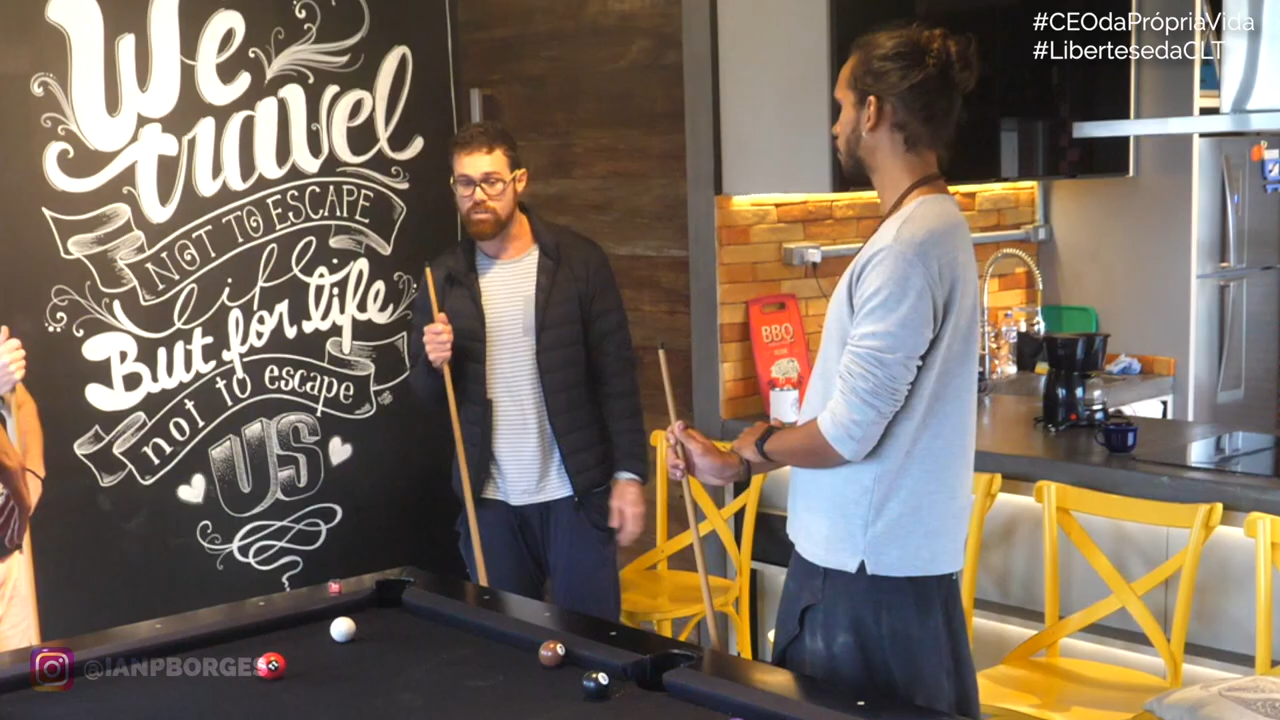 #CEOdaPrópriaVida
#LibertesedaCLT
We
travel
NOT TO ESCAPE
life
But for life
not to escape
US
BBQ
@IANPBORGES